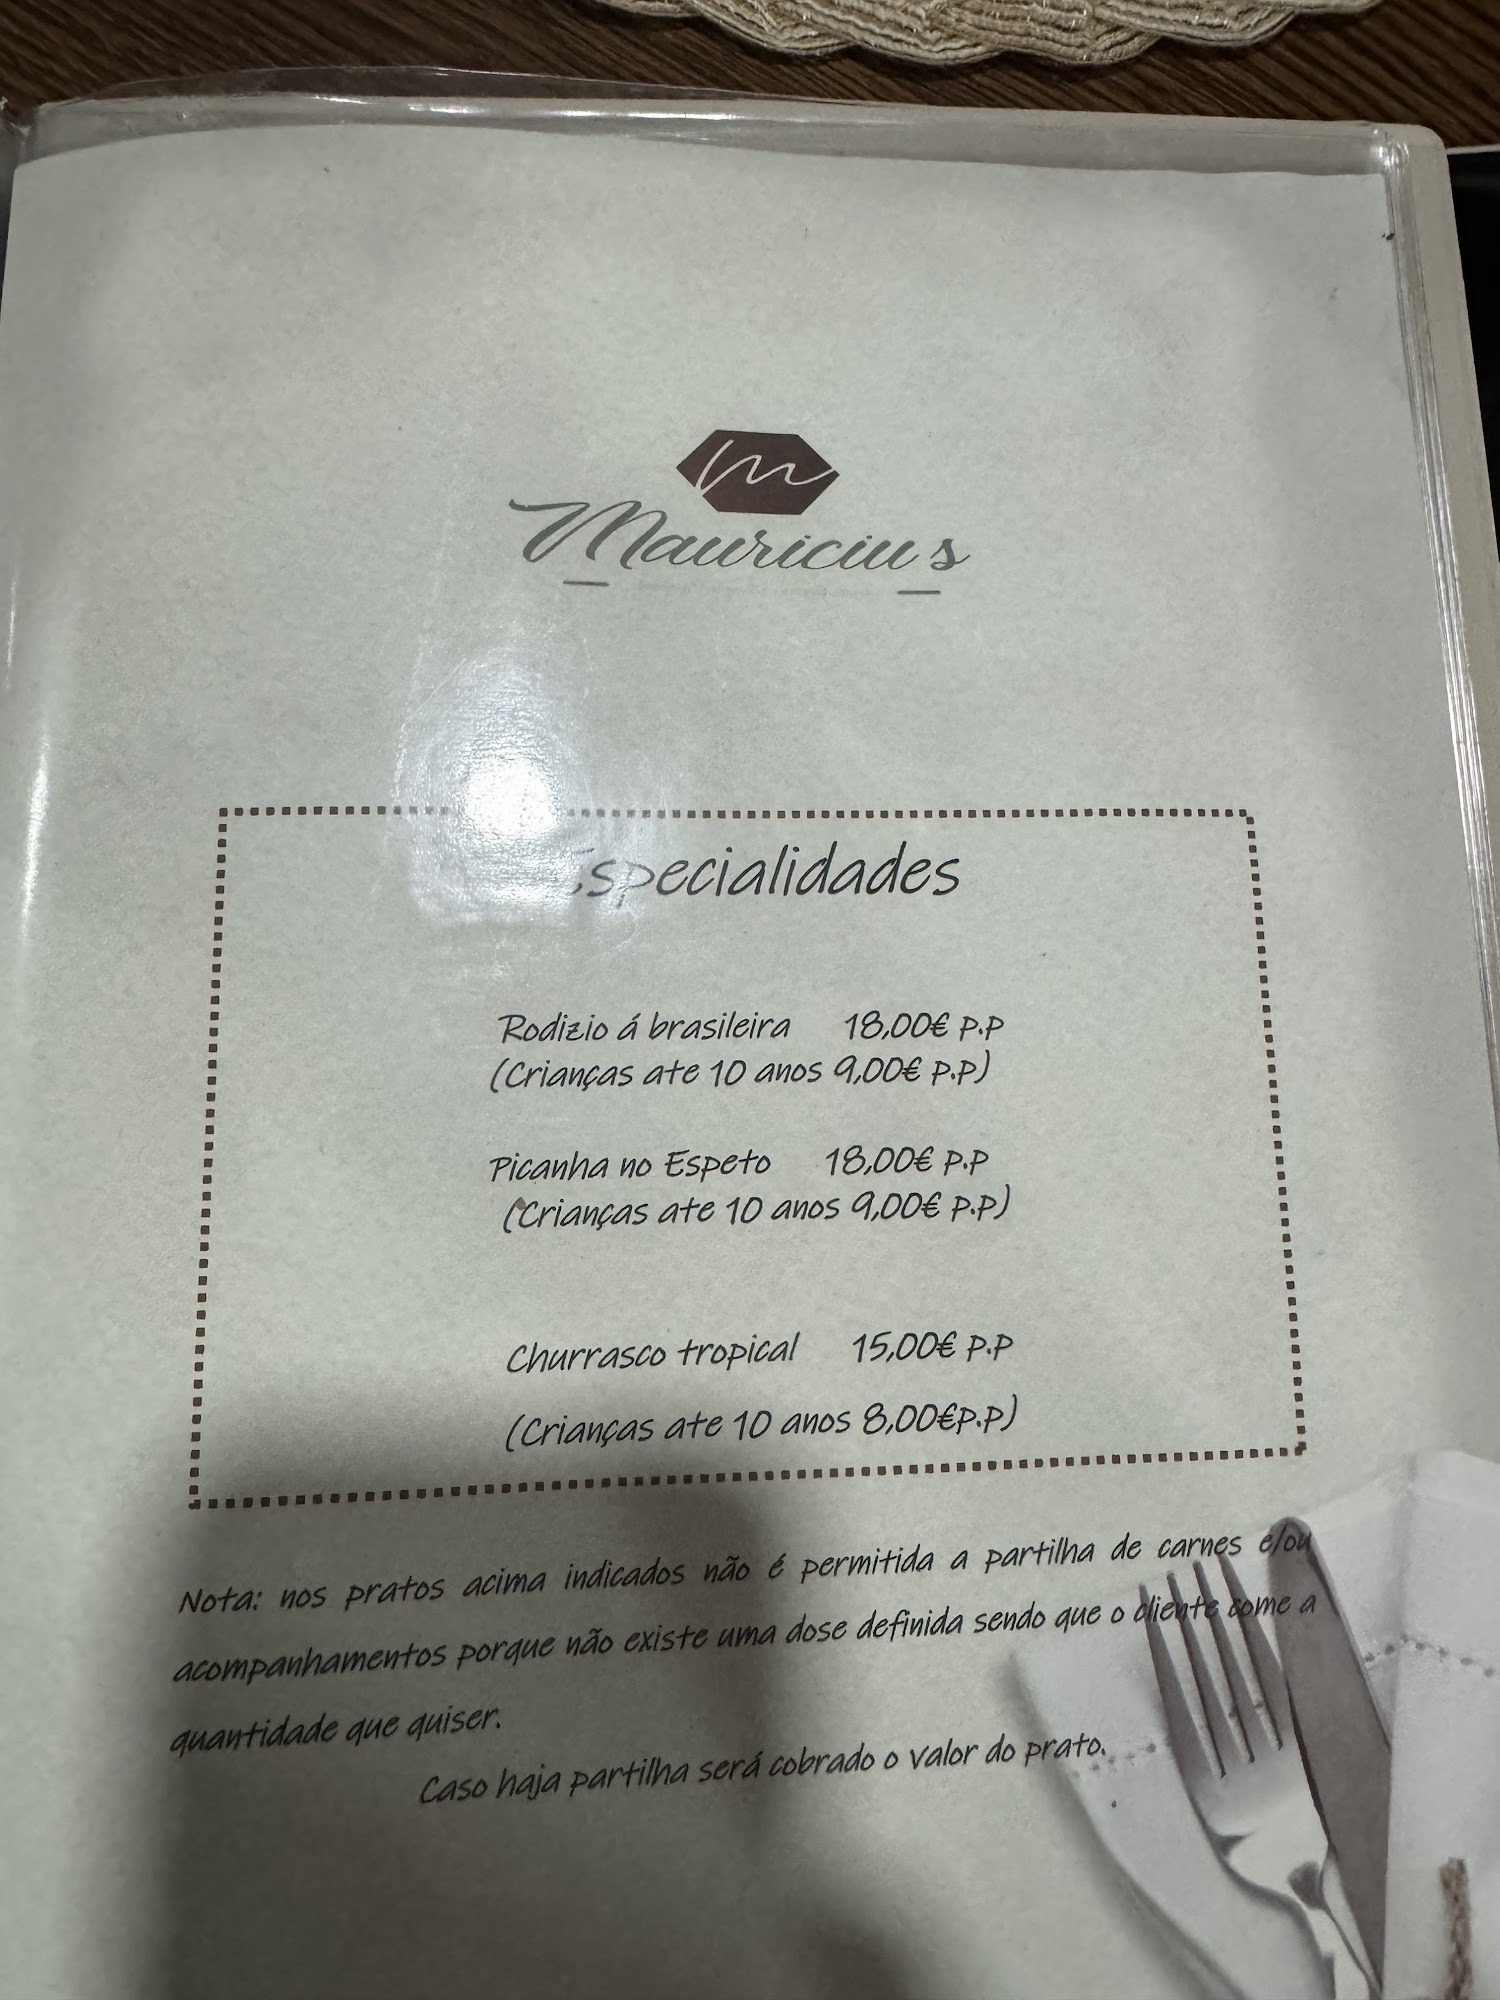 m
Mauriciu s
Especialidades
Rodizio á brasileira 18,00€ p.p
(Crianças ate 10 anos 9,00€ p.p)
Picanha no Espeto 18,00€ p.p
(Crianças ate 10 anos 9,00€ p.p)
Churrasco tropical 15,00€ p.p
(Crianças ate 10 anos 8,00€p.p)
Nota: nos pratos acima indicados não é permitida a partilha de carnes e/ou
acompanhamentos porque não existe uma dose definida sendo que o cliente come a
quantidade que quiser.
Caso haja partilha será cobrado o valor do prato.